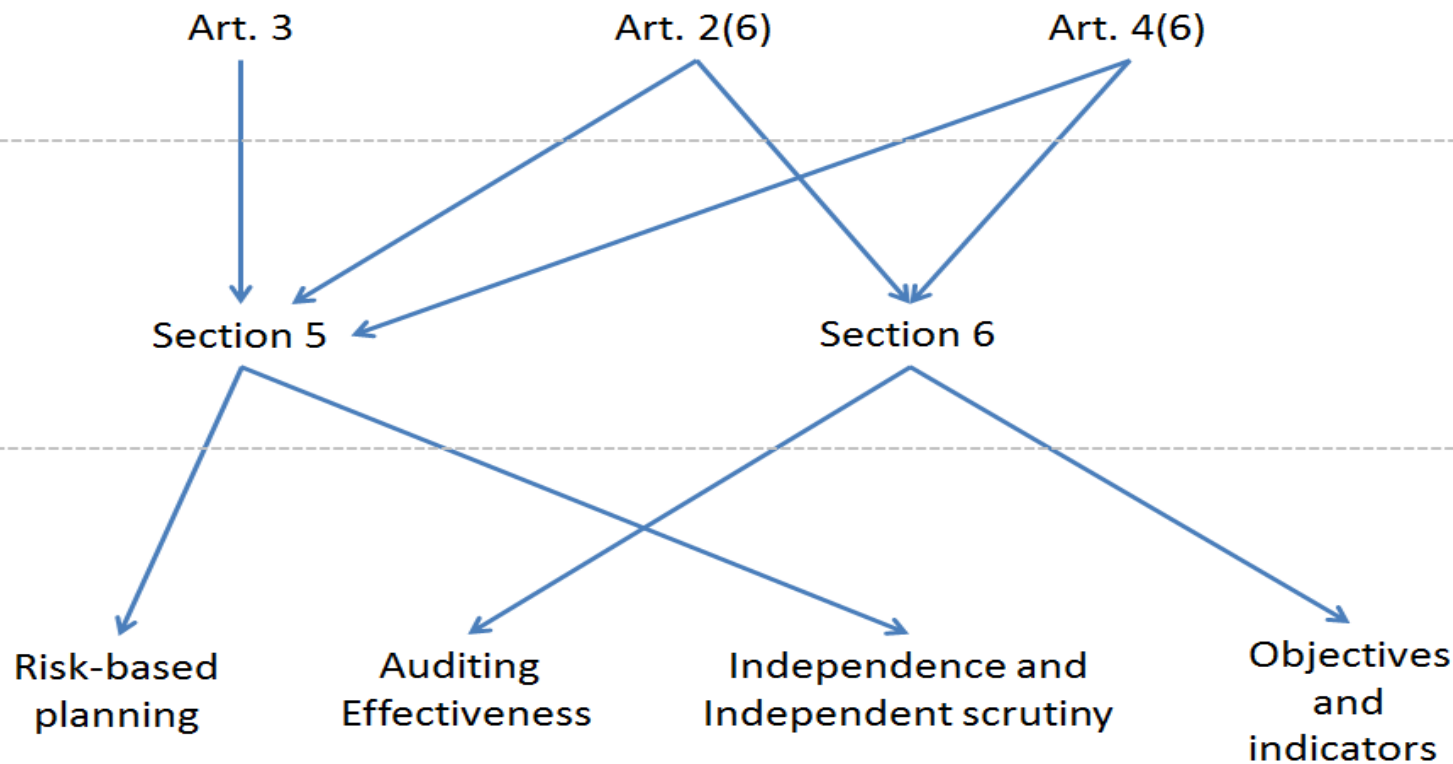 Art. 3
Art. 2(6)
Art. 4(6)
Section 5
Section 6
Risk-based
planning
Auditing
Effectiveness
Independence and
Independent scrutiny
Objectives
and
indicators